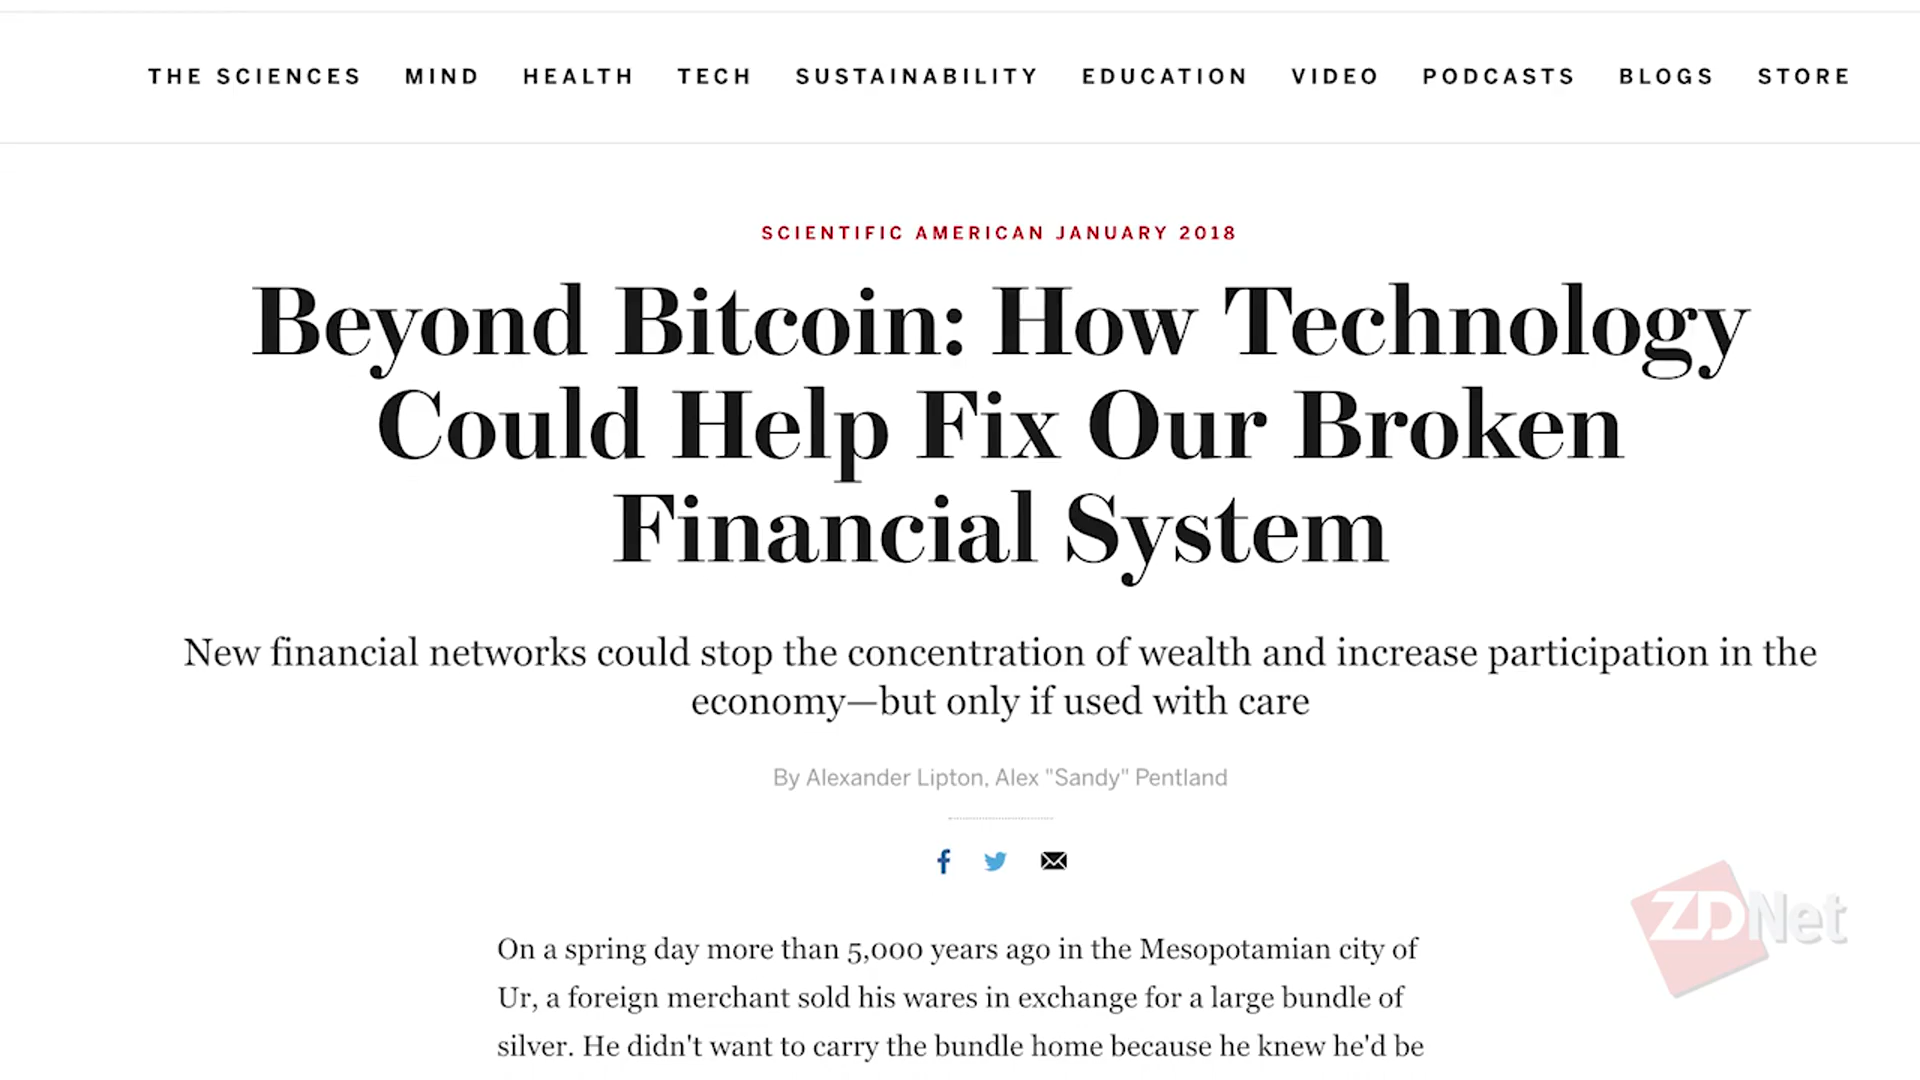 THE SCIENCES MIND HEALTH TECH SUSTAINABILITY EDUCATION VIDEO PODCASTS BLOGS STORE
SCIENTIFIC AMERICAN JANUARY 2018
Beyond Bitcoin: How Technology
Could Help Fix Our Broken
Financial System
New financial networks could stop the concentration of wealth and increase participation in the
economy—but only if used with care
By Alexander Lipton, Alex "Sandy" Pentland
ZDNet
On a spring day more than 5,000 years ago in the Mesopotamian city of
Ur, a foreign merchant sold his wares in exchange for a large bundle of
silver. He didn't want to carry the bundle home because he knew he'd be